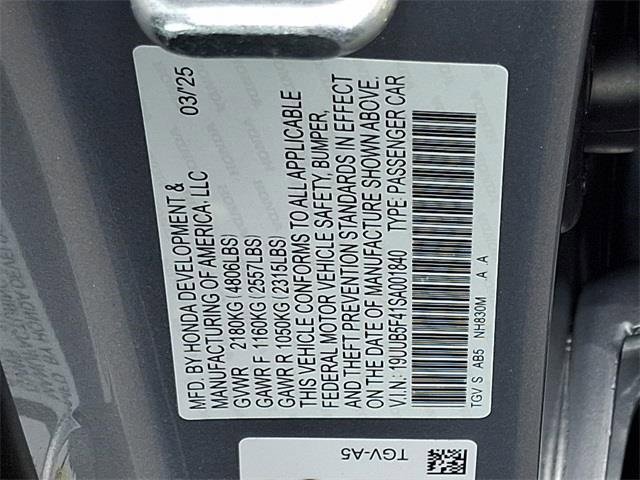 MFD. BY HONDA DEVELOPMENT & 03/'25
MANUFACTURING OF AMERICA, LLC
GVWR 2180KG (4806LBS)
GAWR F 1160KG (2557LBS)
GAWR R 1050KG (2315LBS)
THIS VEHICLE CONFORMS TO ALL APPLICABLE
FEDERAL MOTOR VEHICLE SAFETY, BUMPER,
AND THEFT PREVENTION STANDARDS IN EFFECT
ON THE DATE OF MANUFACTURE SHOWN ABOVE.
V.I.N: 19UUB5F41SA001840 TYPE: PASSENGER CAR
TGV S AB5 NH830M A A
TGV-A5